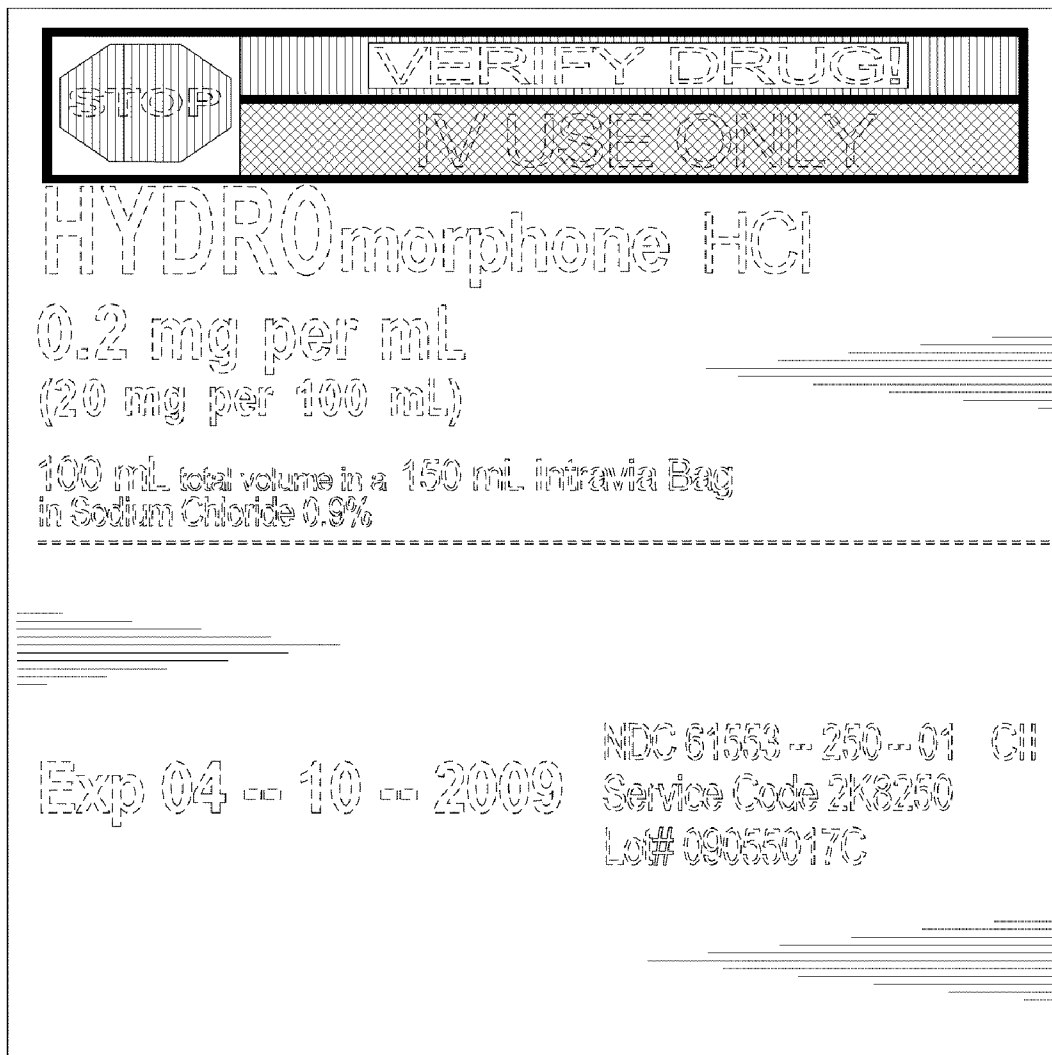 STOP
VERIFY DRUG!
IV USE ONLY
HYDROmorphone HCl
0.2 mg per mL
(20 mg per 100 mL)
100 mL total volume in a 150 mL Intravia Bag
in Sodium Chloride 0.9%
Exp 04 -- 10 -- 2009
NDC 61553 -- 250 -- 01 CII
Service Code 2K8250
Lot# 09055017C